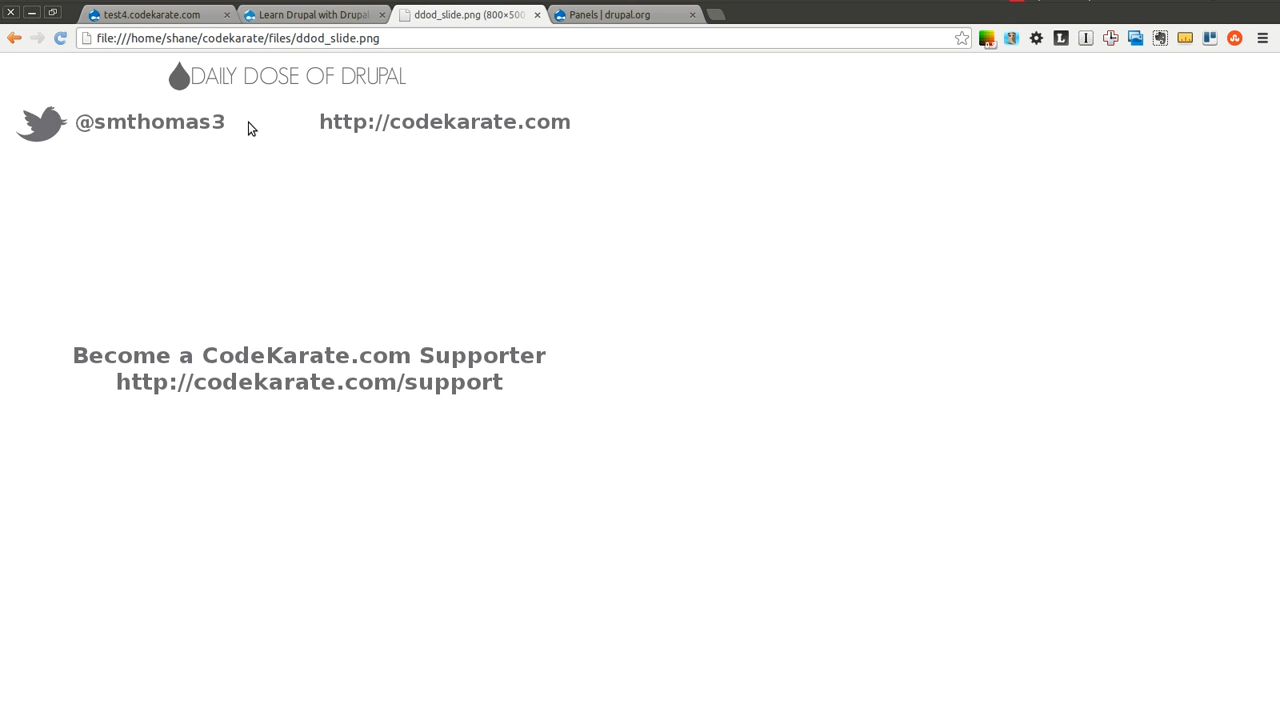 test4.codekarate.com
Learn Drupal with Drupal
ddod_slide.png (800×500
Panels | drupal.org
file:///home/shane/codekarate/files/ddod_slide.png
DAILY DOSE OF DRUPAL
@smthomas3
http://codekarate.com
Become a CodeKarate.com Supporter
http://codekarate.com/support